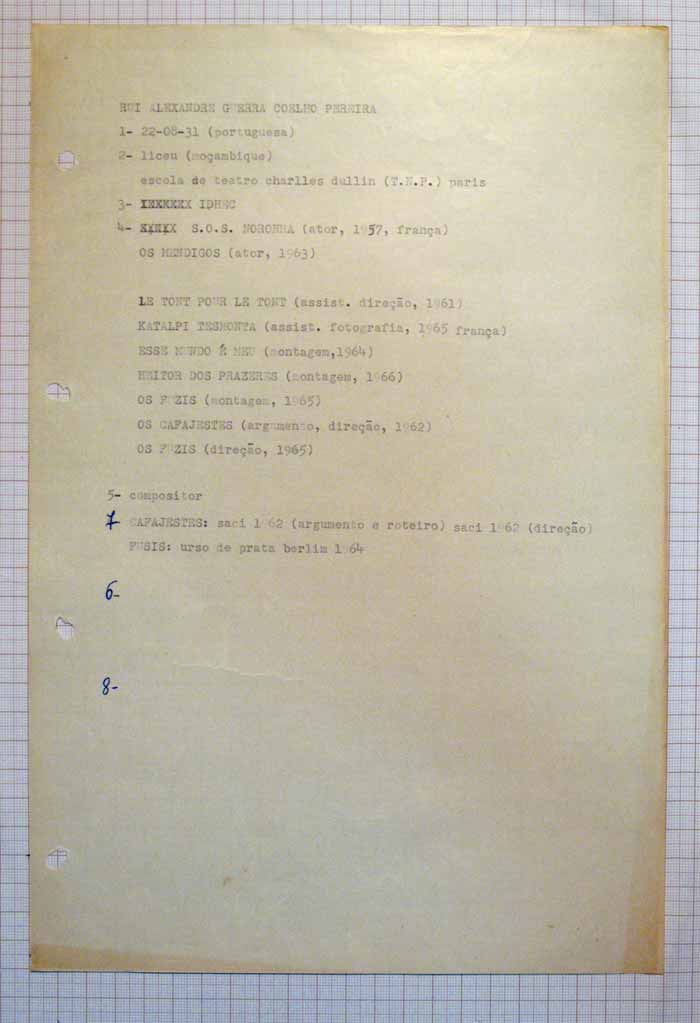 RUI ALEXANDRE GUERRA COELHO PEREIRA
1- 22-08-31 (portuguesa)
2- liceu (moçambique)
escola de teatro charlles dullin (T.N.P.) paris
3- XXXXXXX IDHEC
4- XXXXX S.O.S. NORONHA (ator, 1957, frança)
OS MENDIGOS (ator, 1963)
LE TONT POUR LE TONT (assist. direção, 1961)
KATALPI TESMONTA (assist. fotografia, 1965 frança)
ESSE MUNDO É MEU (montagem,1964)
HEITOR DOS PRAZERES (montagem, 1966)
OS FUZIS (montagem, 1965)
OS CAFAJESTES (argumento, direção, 1962)
OS FUZIS (direção, 1965)
5- compositor
7- CAFAJESTES: saci 1962 (argumento e roteiro) saci 1962 (direção)
FUSIS: urso de prata berlim 1964
6-
8-